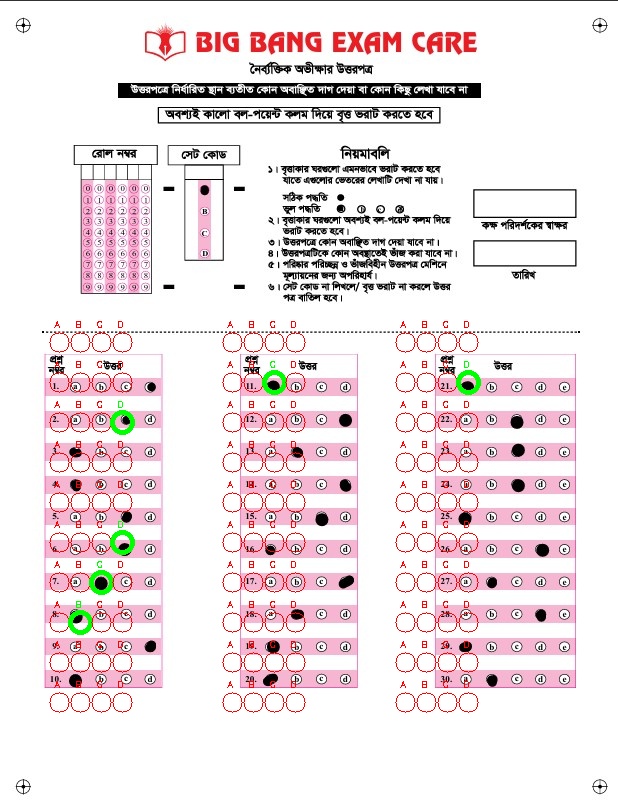 BIG BANG EXAM CARE
নৈর্ব্যক্তিক অভীক্ষার উত্তরপত্র
উত্তরপত্রে নির্ধারিত স্থান ব্যতীত কোন অবাঞ্ছিত দাগ দেয়া বা কোন কিছু লেখা যাবে না
অবশ্যই কালো বল-পয়েন্ট কলম দিয়ে বৃত্ত ভরাট করতে হবে
রোল নম্বর
0 0 0 0 0 0
1 1 1 1 1 1
2 2 2 2 2 2
3 3 3 3 3 3
4 4 4 4 4 4
5 5 5 5 5 5
6 6 6 6 6 6
7 7 7 7 7 7
8 8 8 8 8 8
9 9 9 9 9 9
সেট কোড
B
C
D
নিয়মাবলি
১। বৃত্তাকার ঘরগুলো এমনভাবে ভরাট করতে হবে
যাতে এগুলোর ভেতরের লেখাটি দেখা না যায়।
সঠিক পদ্ধতি
ভুল পদ্ধতি
২। বৃত্তাকার ঘরগুলো অবশ্যই বল-পয়েন্ট কলম দিয়ে
ভরাট করতে হবে।
৩। উত্তরপত্রে কোন অবাঞ্ছিত দাগ দেয়া যাবে না।
৪। উত্তরপত্রটিকে কোন অবস্থাতেই ভাঁজ করা যাবে না।
৫। পরিষ্কার পরিচ্ছন্ন ও ভাঁজবিহীন উত্তরপত্র মেশিনে
মূল্যায়নের জন্য অপরিহার্য।
৬। সেট কোড না লিখলে/ বৃত্ত ভরাট না করলে উত্তর
পত্র বাতিল হবে।
কক্ষ পরিদর্শকের স্বাক্ষর
তারিখ
A B C D
প্রশ্ন নম্বর উত্তর
A B C D
1. a b c
A B C D
2. a b d
A B C D
3. b c d
A B C D
4. b c d
A B C D
5. a b d
A B C D
6. a b d
A B C D
7. a c d
A B C D
8. b c d
A B C D
9. a b c
A B C D
10. b c d
A B C D
প্রশ্ন নম্বর উত্তর
A B C D
11. b c d
A B C D
12. a b c
A B C D
13. a c d
A B C D
14. a b c
A B C D
15. a b d
A B C D
16. b c d
A B C D
17. a b c
A B C D
18. a c d
A B C D
19. b c d
A B C D
20. b c d
A B C D
প্রশ্ন নম্বর উত্তর
A B C D
21. b c d e
A B C D
22. a b d e
A B C D
23. a b d e
A B C D
24. a b d e
A B C D
25. b c d e
A B C D
26. a b c e
A B C D
27. a c d e
A B C D
28. a b c e
A B C D
29. b c d e
A B C D
30. a c d e